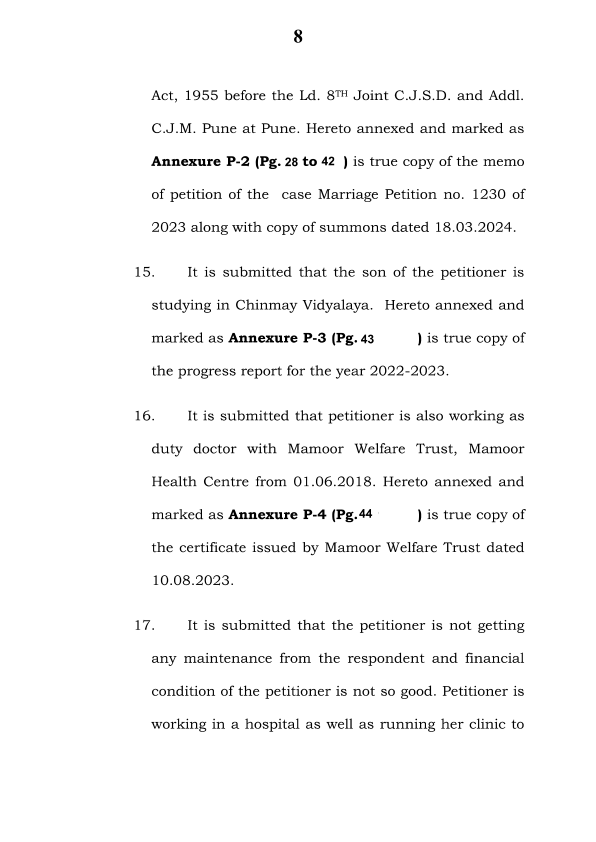 8
Act, 1955 before the Ld. 8TH Joint C.J.S.D. and Addl.
C.J.M. Pune at Pune. Hereto annexed and marked as
Annexure P-2 (Pg. 28 to 42 ) is true copy of the memo
of petition of the case Marriage Petition no. 1230 of
2023 along with copy of summons dated 18.03.2024.
15. It is submitted that the son of the petitioner is
studying in Chinmay Vidyalaya. Hereto annexed and
marked as Annexure P-3 (Pg. 43 ) is true copy of
the progress report for the year 2022-2023.
16. It is submitted that petitioner is also working as
duty doctor with Mamoor Welfare Trust, Mamoor
Health Centre from 01.06.2018. Hereto annexed and
marked as Annexure P-4 (Pg. 44 ) is true copy of
the certificate issued by Mamoor Welfare Trust dated
10.08.2023.
17. It is submitted that the petitioner is not getting
any maintenance from the respondent and financial
condition of the petitioner is not so good. Petitioner is
working in a hospital as well as running her clinic to